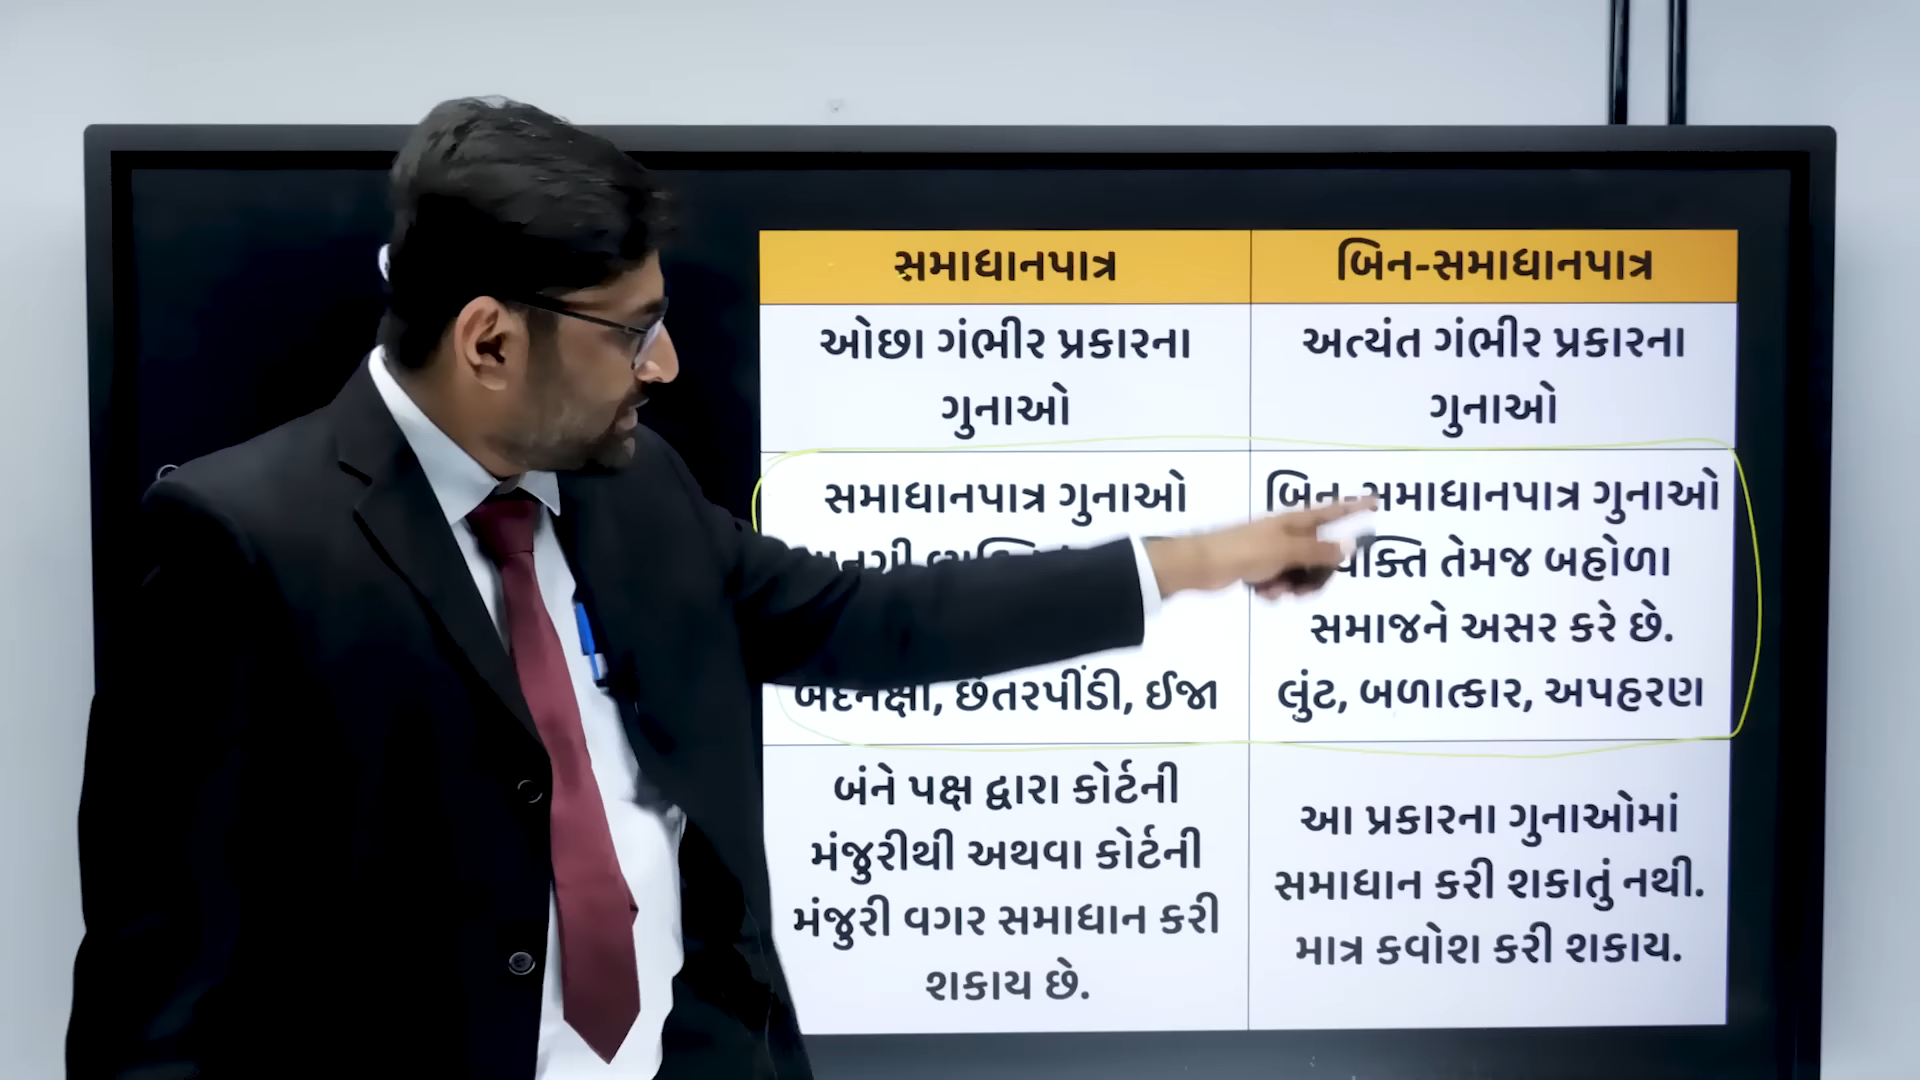 સમાધાનપાત્ર
બિન-સમાધાનપાત્ર
ઓછા ગંભીર પ્રકારના
ગુનાઓ
અત્યંત ગંભીર પ્રકારના
ગુનાઓ
સમાધાનપાત્ર ગુનાઓ
છેતરપીંડી, ઈજા
બિન-સમાધાનપાત્ર ગુનાઓ
તેમજ બહોળા
સમાજને અસર કરે છે.
લુંટ, બળાત્કાર, અપહરણ
બંને પક્ષ દ્વારા કોર્ટની
મંજુરીથી અથવા કોર્ટની
મંજુરી વગર સમાધાન કરી
શકાય છે.
આ પ્રકારના ગુનાઓમાં
સમાધાન કરી શકાતું નથી.
માત્ર કવોશ કરી શકાય.